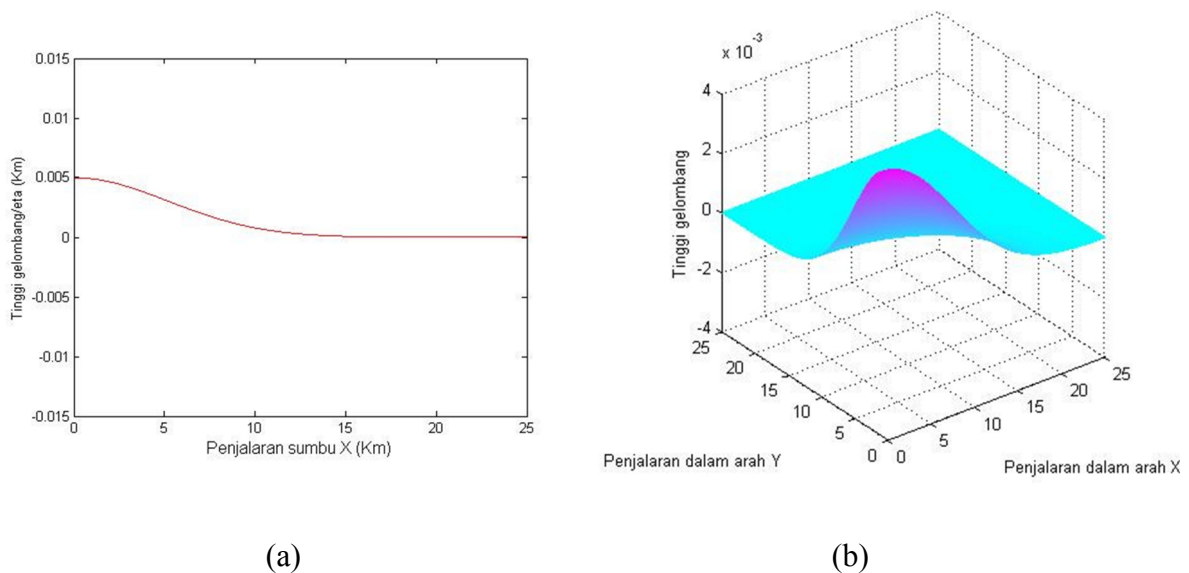 0.015
0.01
0.005
0
-0.005
-0.01
-0.015
0 5 10 15 20 25
Tinggi gelombang/eta (Km)
Penjalaran sumbu X (Km)
(a)
x 10-3
4
2
0
-2
-4
Tinggi gelombang
25
20
15
10
5
0
Penjalaran dalam arah Y
0
5
10
15
20
25
Penjalaran dalam arah X
(b)